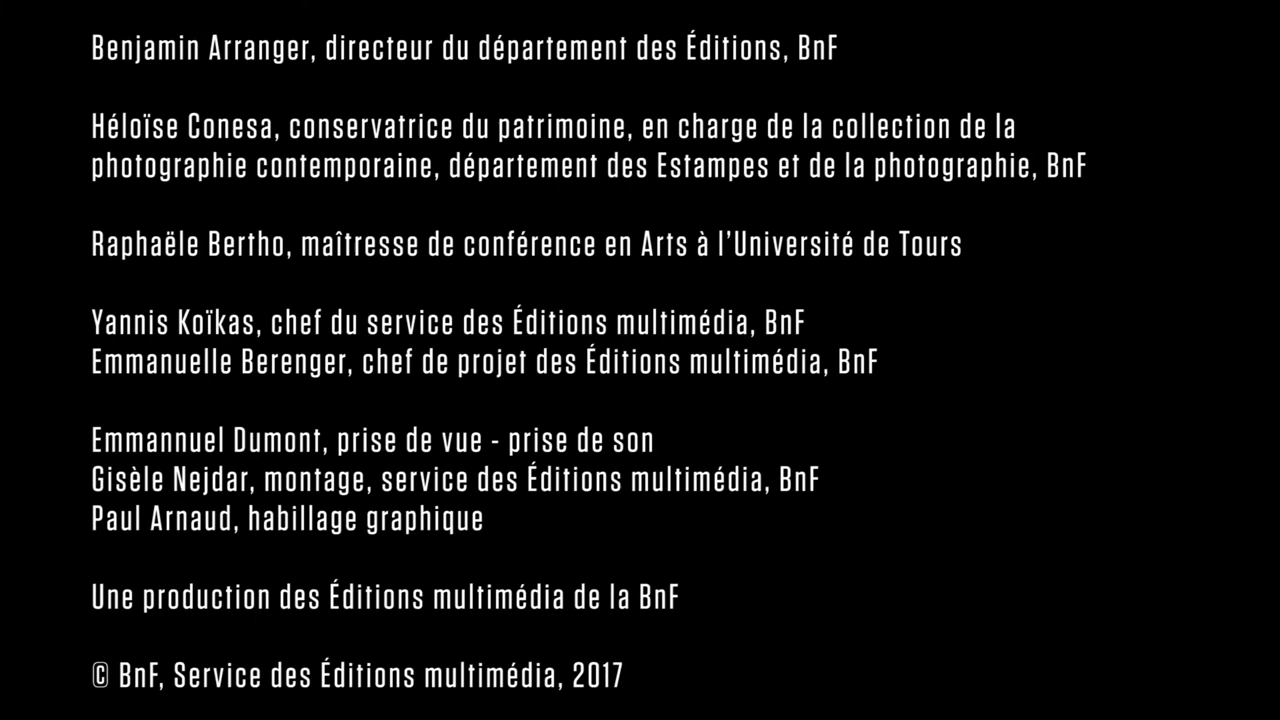 Benjamin Arranger, directeur du département des Éditions, BnF
Héloïse Conesa, conservatrice du patrimoine, en charge de la collection de la
photographie contemporaine, département des Estampes et de la photographie, BnF
Raphaële Bertho, maîtresse de conférence en Arts à l’Université de Tours
Yannis Koïkas, chef du service des Éditions multimédia, BnF
Emmanuelle Berenger, chef de projet des Éditions multimédia, BnF
Emmannuel Dumont, prise de vue - prise de son
Gisèle Nejdar, montage, service des Éditions multimédia, BnF
Paul Arnaud, habillage graphique
Une production des Éditions multimédia de la BnF
© BnF, Service des Éditions multimédia, 2017